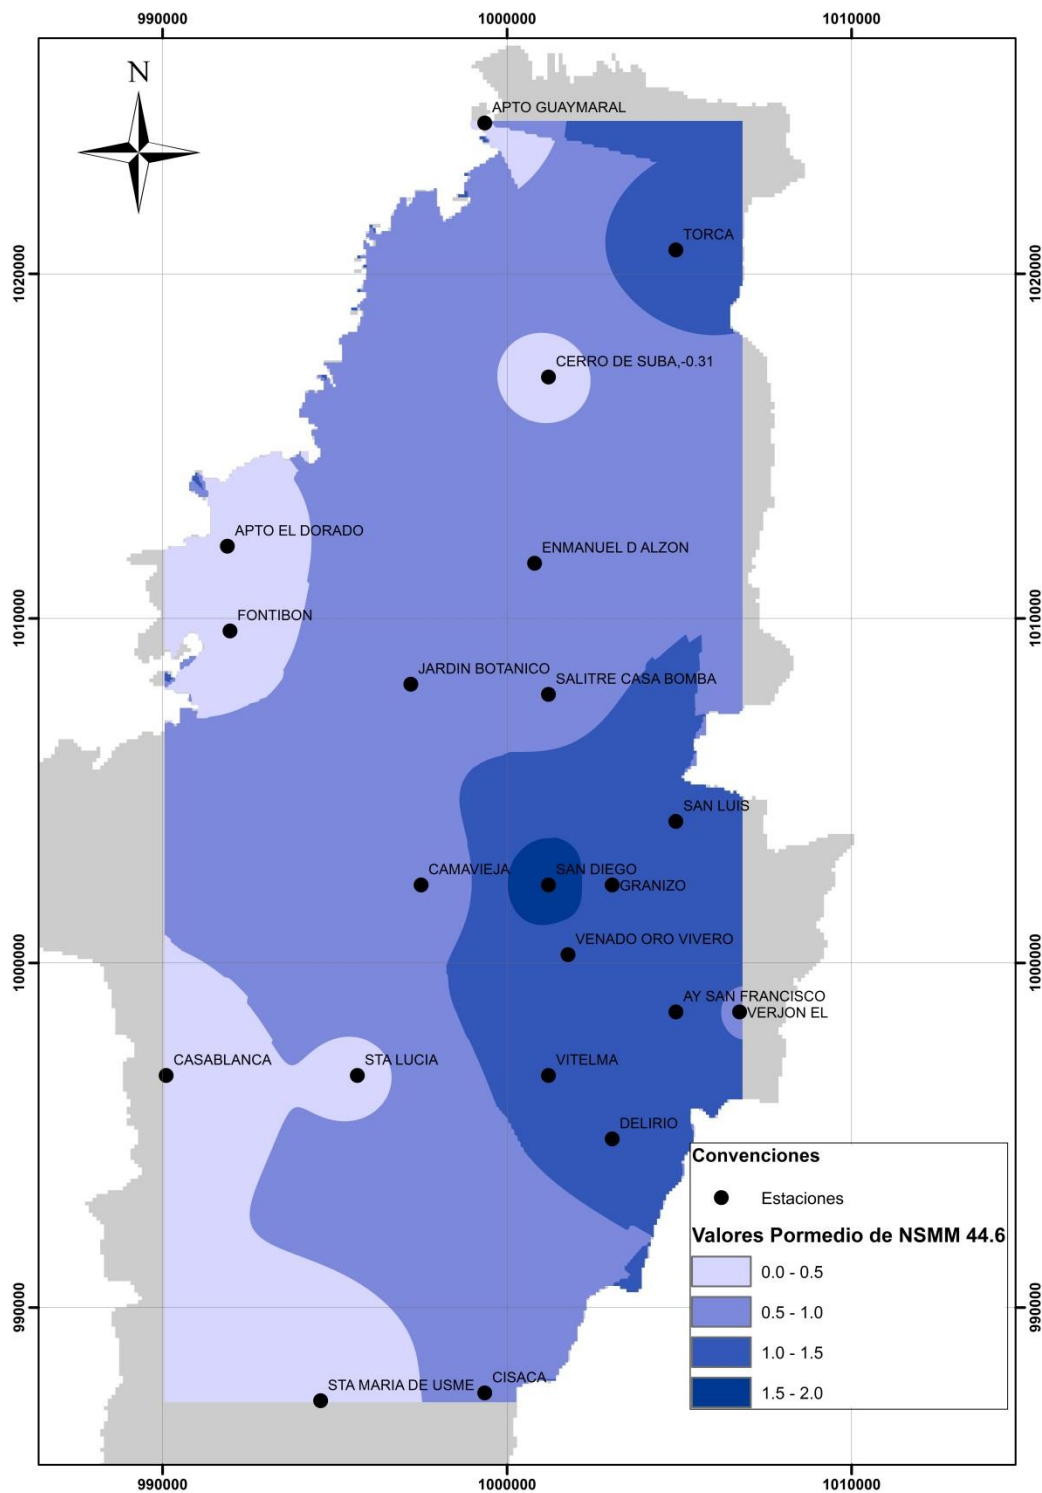 990000 1000000 1010000
N
APTO GUAYMARAL
TORCA
1020000 1020000
CERRO DE SUBA,-0.31
APTO EL DORADO
ENMANUEL D ALZON
FONTIBON
1010000 1010000
JARDIN BOTANICO
SALITRE CASA BOMBA
SAN LUIS
CAMAVIEJA
SAN DIEGO
GRANIZO
VENADO ORO VIVERO
1000000 1000000
AY SAN FRANCISCO
VERJON EL
CASABLANCA
STA LUCIA
VITELMA
DELIRIO
Convenciones
Estaciones
Valores Pormedio de NSMM 44.6
0.0 - 0.5
990000 990000
0.5 - 1.0
1.0 - 1.5
1.5 - 2.0
STA MARIA DE USME
CISACA
990000 1000000 1010000